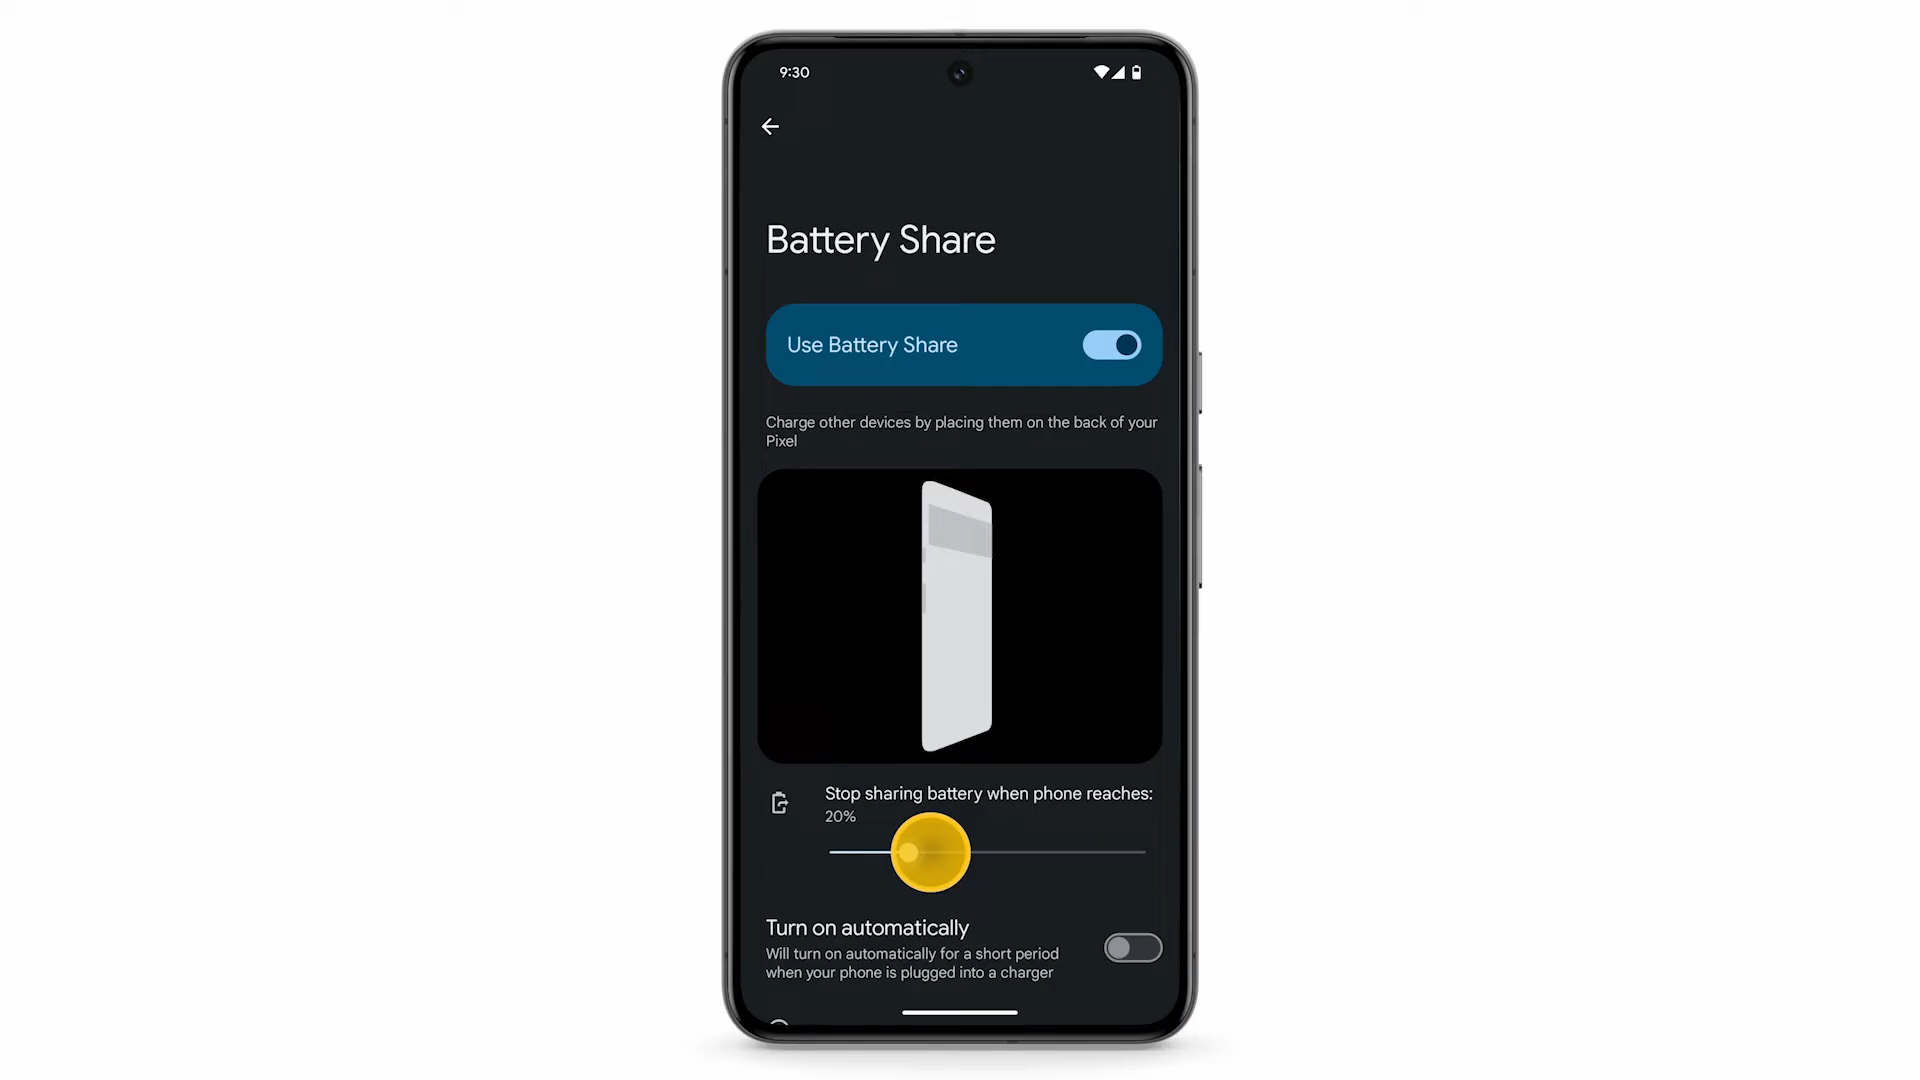 9:30
Battery Share
Use Battery Share
Charge other devices by placing them on the back of your
Pixel
Stop sharing battery when phone reaches:
20%
Turn on automatically
Will turn on automatically for a short period
when your phone is plugged into a charger